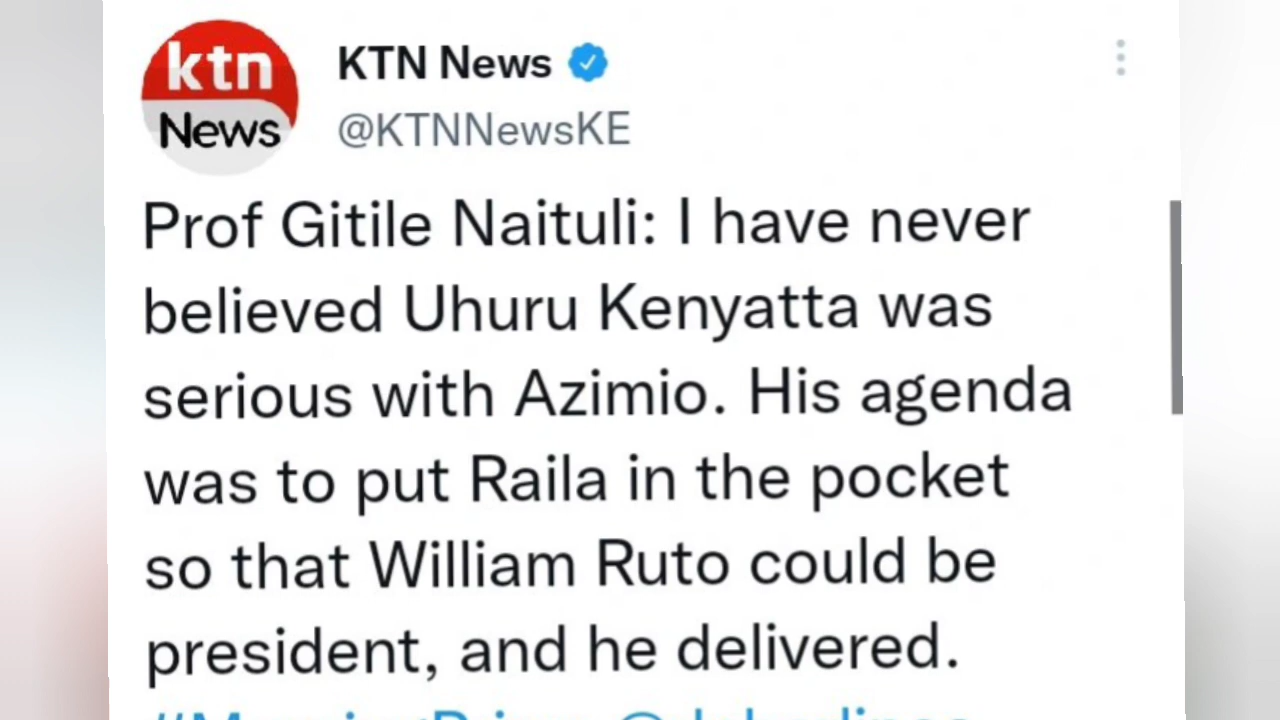 ktn
News
KTN News
@KTNNewsKE
Prof Gitile Naituli: I have never
believed Uhuru Kenyatta was
serious with Azimio. His agenda
was to put Raila in the pocket
so that William Ruto could be
president, and he delivered.